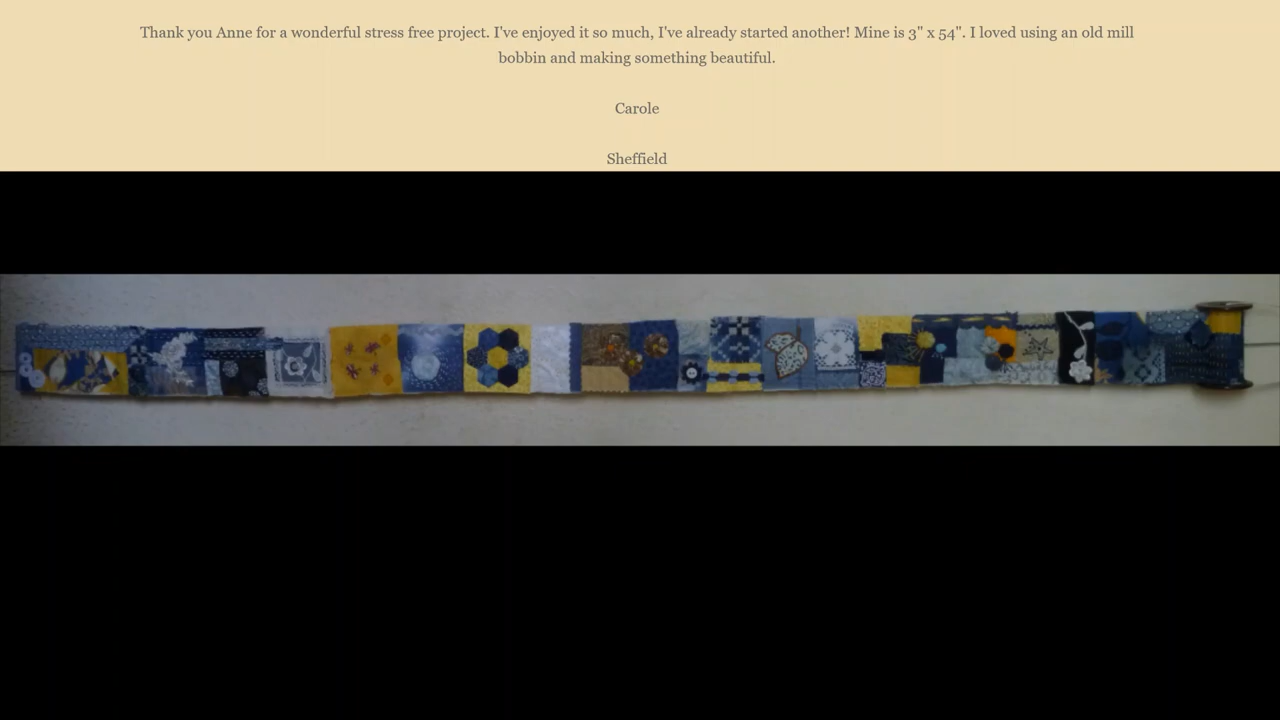 Thank you Anne for a wonderful stress free project. I've enjoyed it so much, I've already started another! Mine is 3" x 54". I loved using an old mill
bobbin and making something beautiful.
Carole
Sheffield